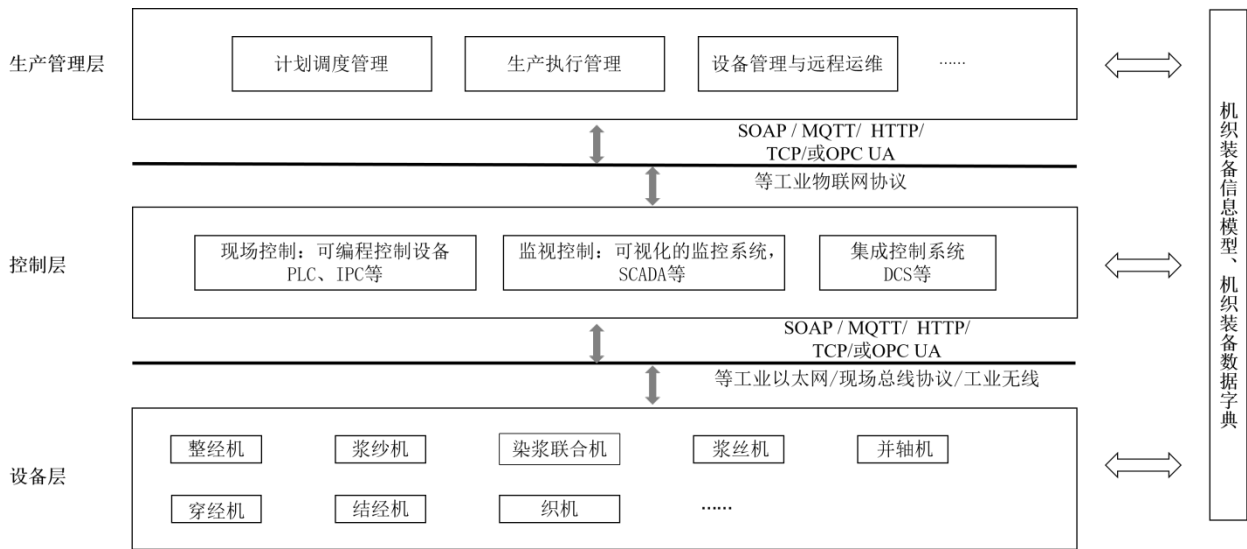 生产管理层
计划调度管理
生产执行管理
设备管理与远程运维
……
SOAP / MQTT/ HTTP/
TCP/或OPC UA
等工业物联网协议
控制层
现场控制：可编程控制设备
PLC、IPC等
监视控制：可视化的监控系统，
SCADA等
集成控制系统
DCS等
SOAP / MQTT/ HTTP/
TCP/或OPC UA
等工业以太网/现场总线协议/工业无线
设备层
整经机
浆纱机
染浆联合机
浆丝机
并轴机
穿经机
结经机
织机
……
机织装备信息模型、机织装备数据字典